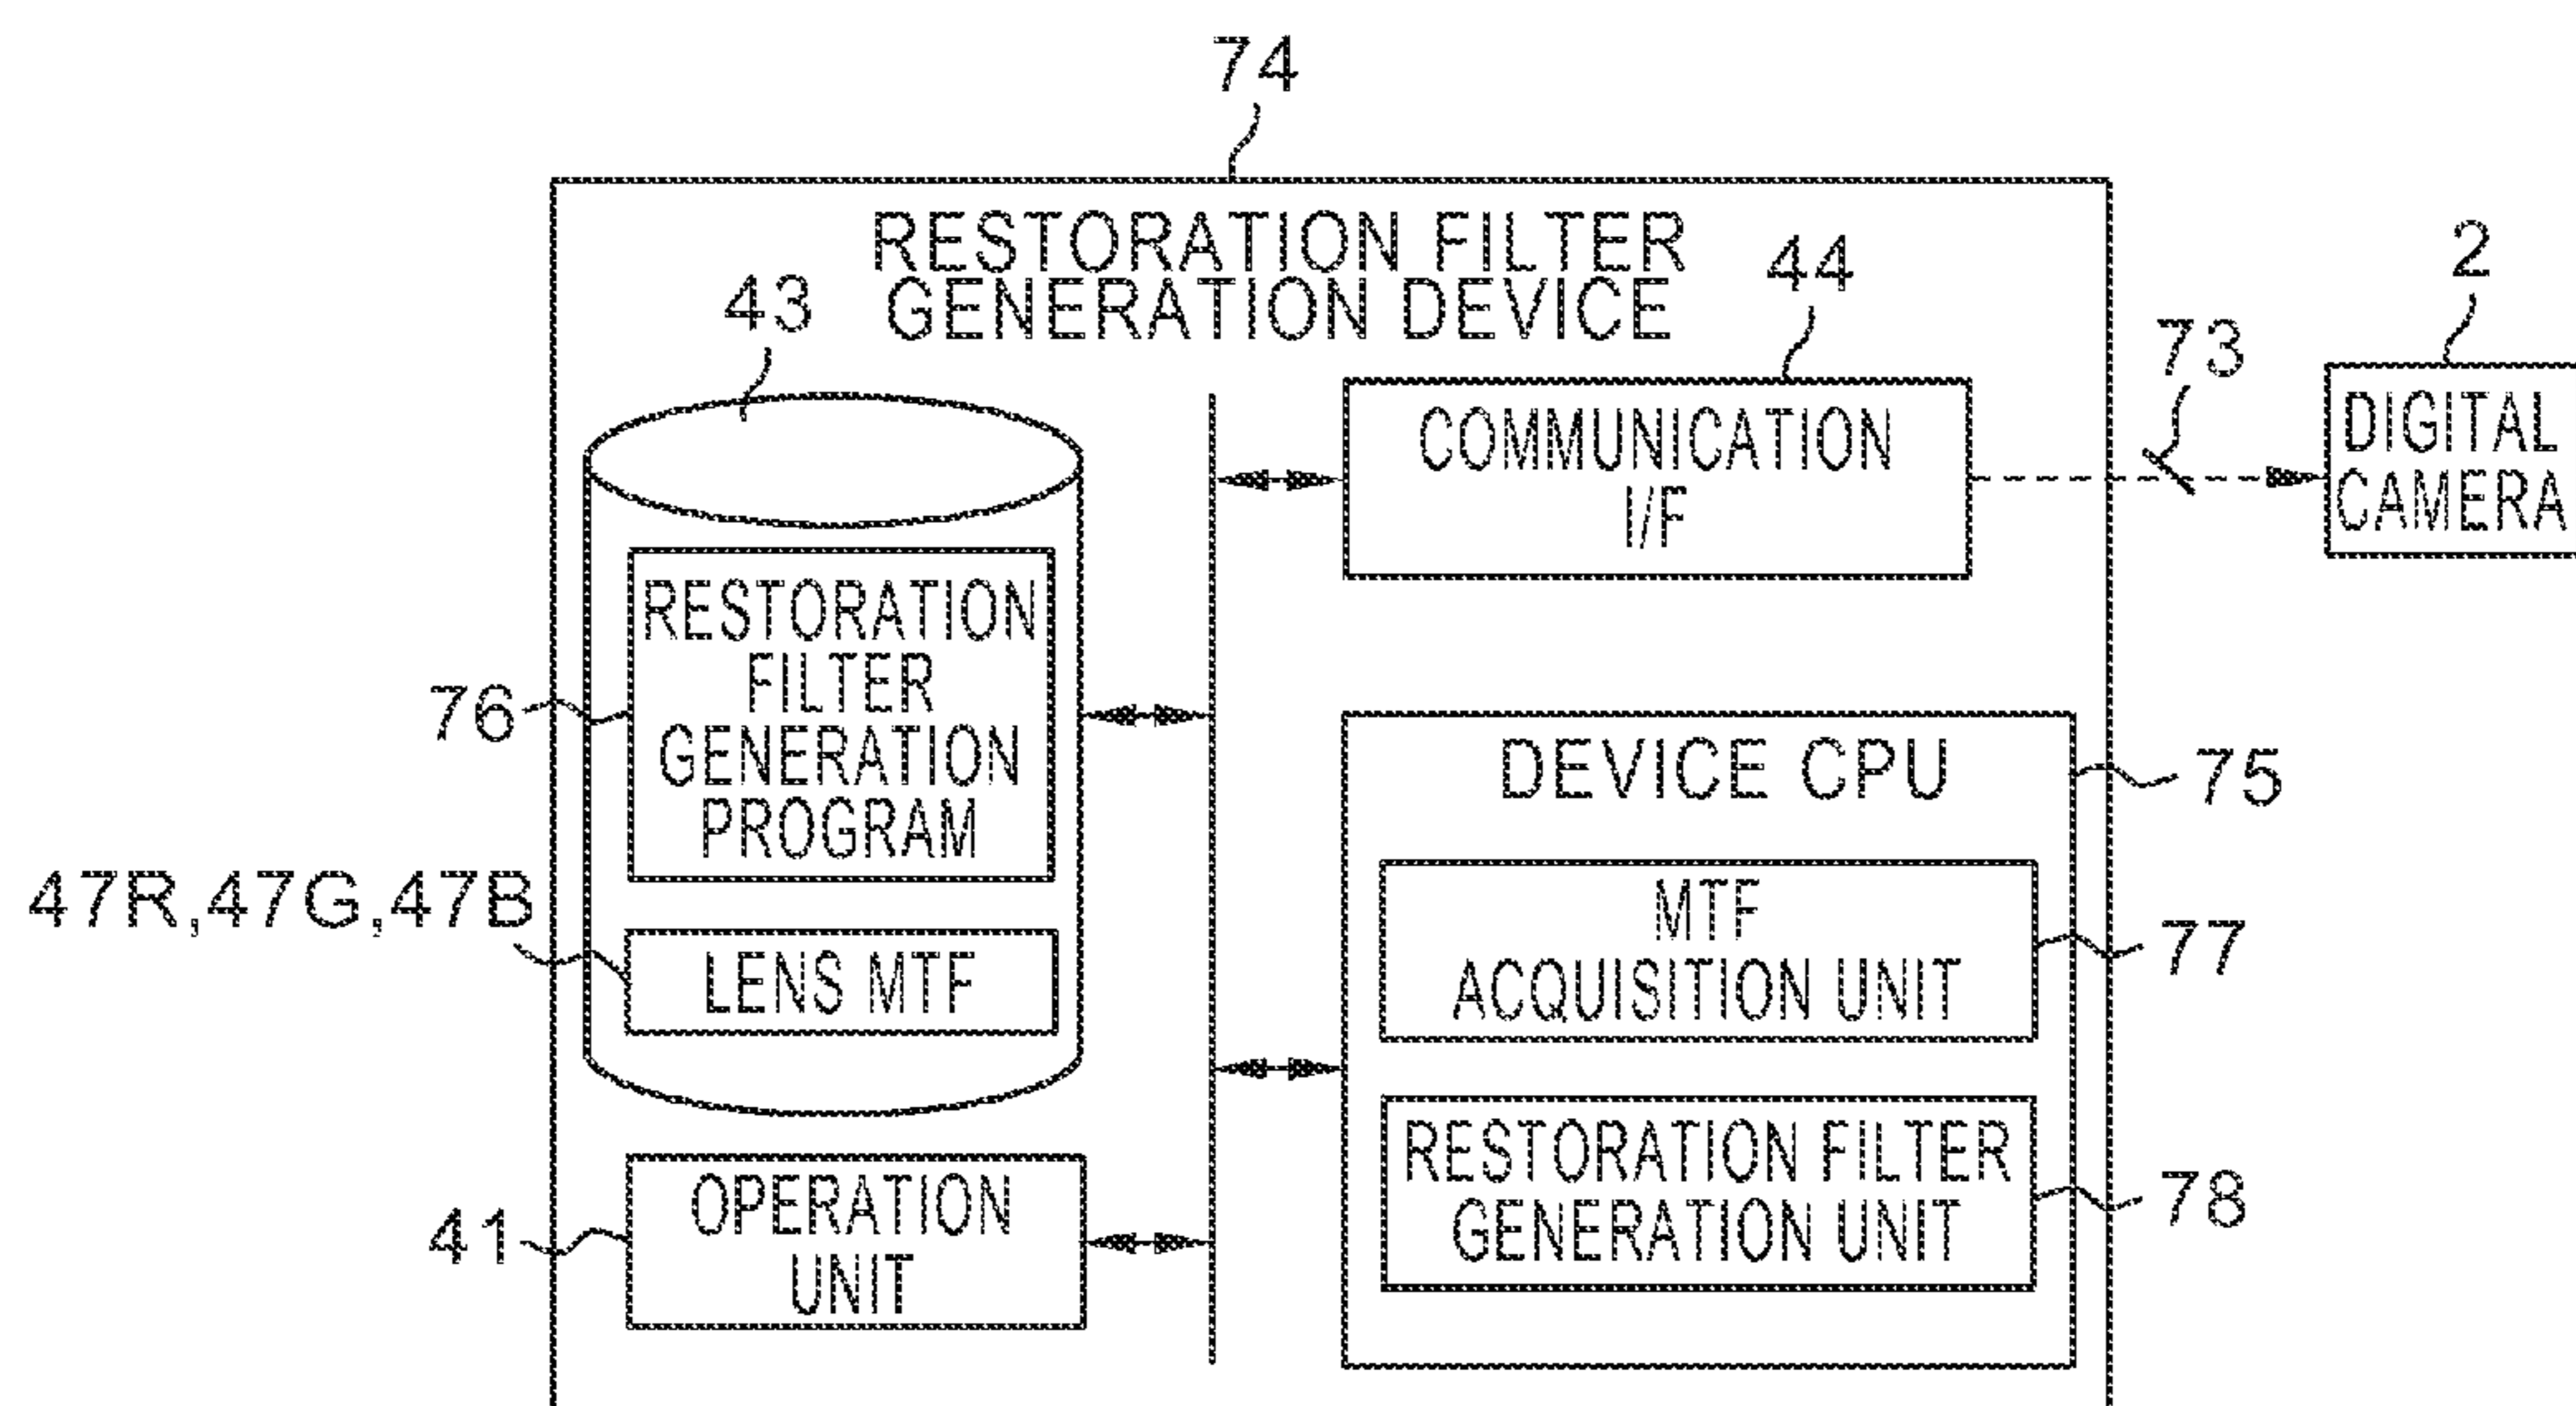 74
RESTORATION FILTER
GENERATION DEVICE
43
44
2
73
COMMUNICATION
I/F
DIGITAL
CAMERA
RESTORATION
FILTER
GENERATION
PROGRAM
76
DEVICE CPU
75
47R,47G,47B
LENS MTF
MTF
ACQUISITION UNIT
77
RESTORATION FILTER
GENERATION UNIT
78
OPERATION
UNIT
41